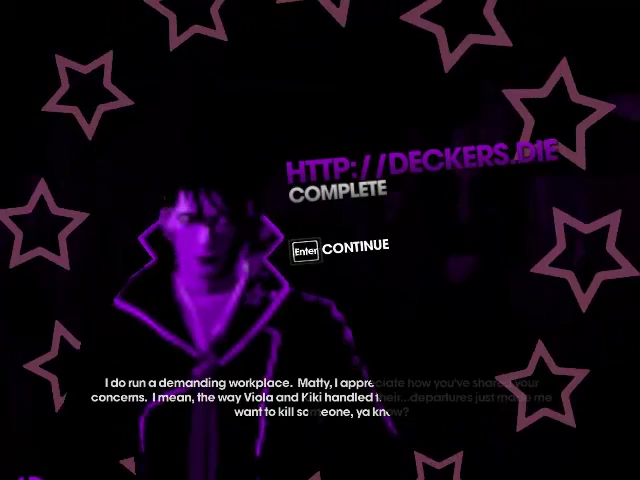 HTTP://DECKERS.DIE
COMPLETE
Enter CONTINUE
I do run a demanding workplace. Matty, I appreciate how you've shared your
concerns. I mean, the way Viola and Kiki handled their...departures just made me
want to kill someone, ya know?